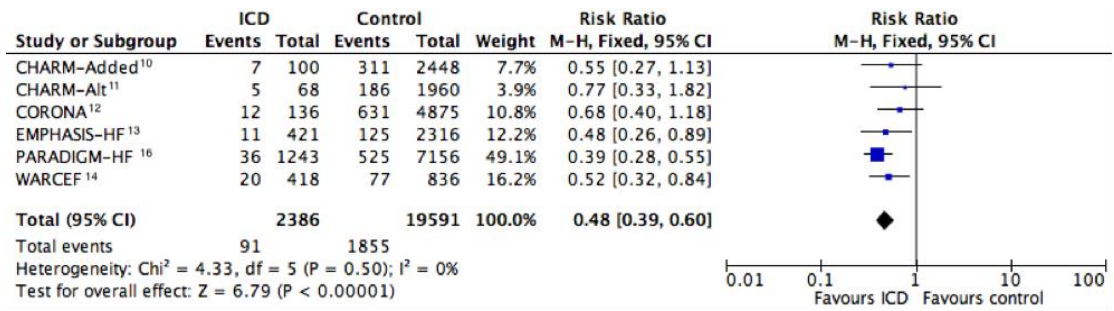 ICD Control Risk Ratio Risk Ratio
Study or Subgroup Events Total Events Total Weight M-H, Fixed, 95% CI M-H, Fixed, 95% CI
CHARM-Added¹⁰ 7 100 311 2448 7.7% 0.55 [0.27, 1.13]
CHARM-Alt¹¹ 5 68 186 1960 3.9% 0.77 [0.33, 1.82]
CORONA¹² 12 136 631 4875 10.8% 0.68 [0.40, 1.18]
EMPHASIS-HF¹³ 11 421 125 2316 12.2% 0.48 [0.26, 0.89]
PARADIGM-HF ¹⁶ 36 1243 525 7156 49.1% 0.39 [0.28, 0.55]
WARCEF¹⁴ 20 418 77 836 16.2% 0.52 [0.32, 0.84]
Total (95% CI) 2386 19591 100.0% 0.48 [0.39, 0.60]
Total events 91 1855
Heterogeneity: Chi² = 4.33, df = 5 (P = 0.50); I² = 0%
Test for overall effect: Z = 6.79 (P < 0.00001)
0.01 0.1 1 10 100
Favours ICD Favours control